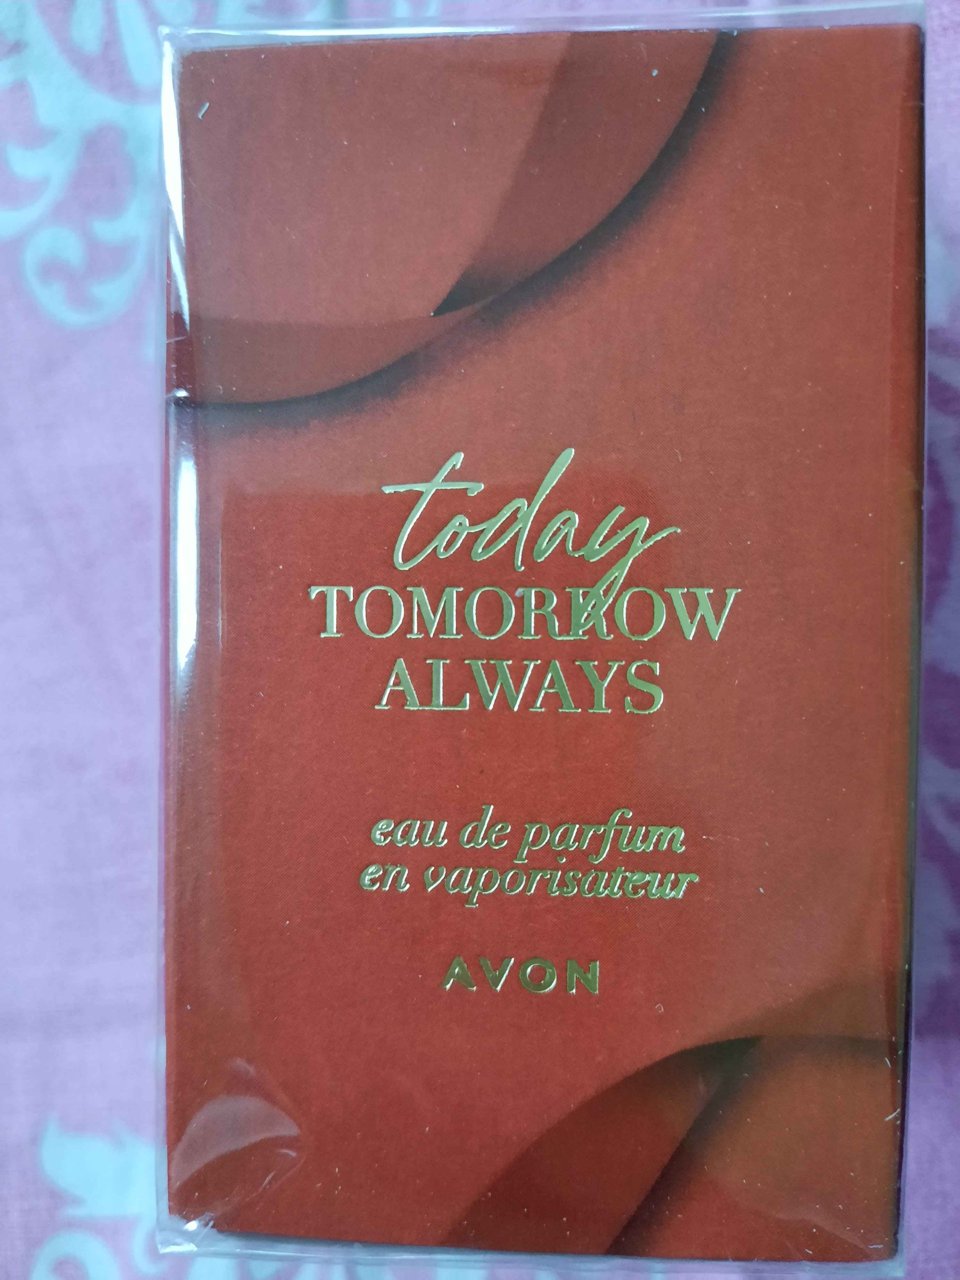 today
TOMORROW
ALWAYS
eau de parfum
en vaporisateur
AVON